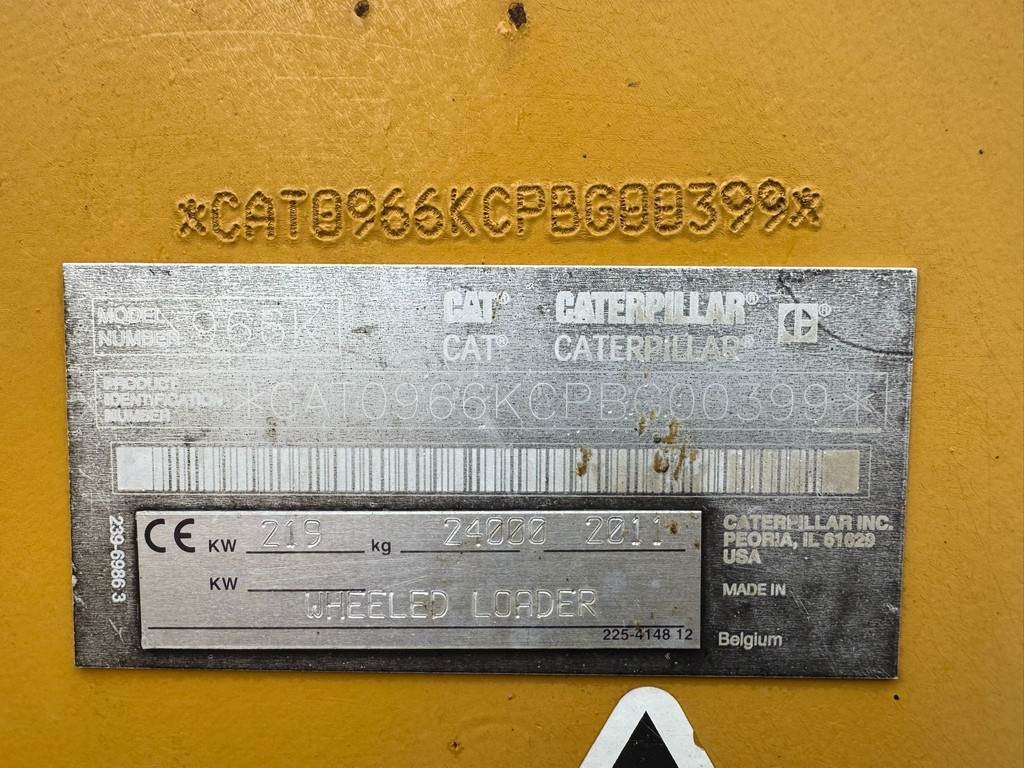 *CAT0966KCPBG00399*
MODEL NUMBER 966K
CAT® CATERPILLAR®
CAT® CATERPILLAR®
PRODUCT IDENTIFICATION NUMBER *CAT0966KCPBG00399*
239-6986 3
CE KW 219 kg 24000 2011
KW
WHEELED LOADER
225-4148 12
CATERPILLAR INC.
PEORIA, IL 61629
USA
MADE IN
Belgium